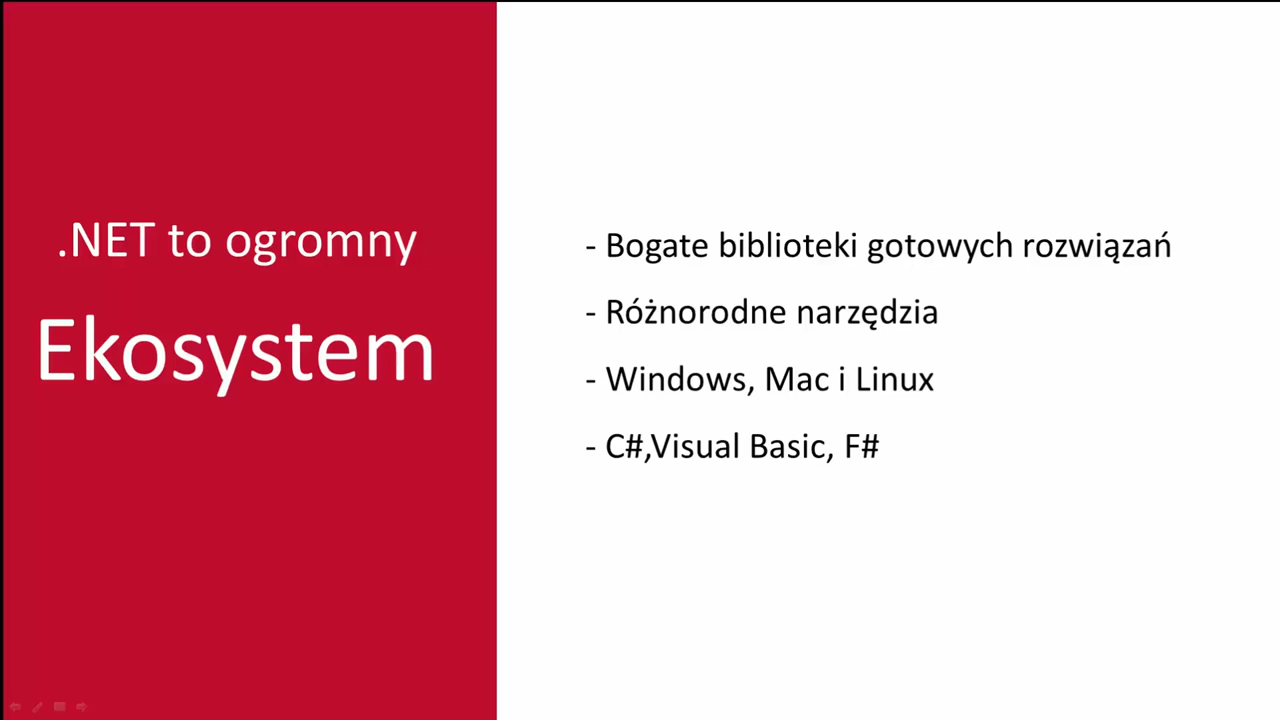 .NET to ogromny
Ekosystem
- Bogate biblioteki gotowych rozwiązań
- Różnorodne narzędzia
- Windows, Mac i Linux
- C#,Visual Basic, F#